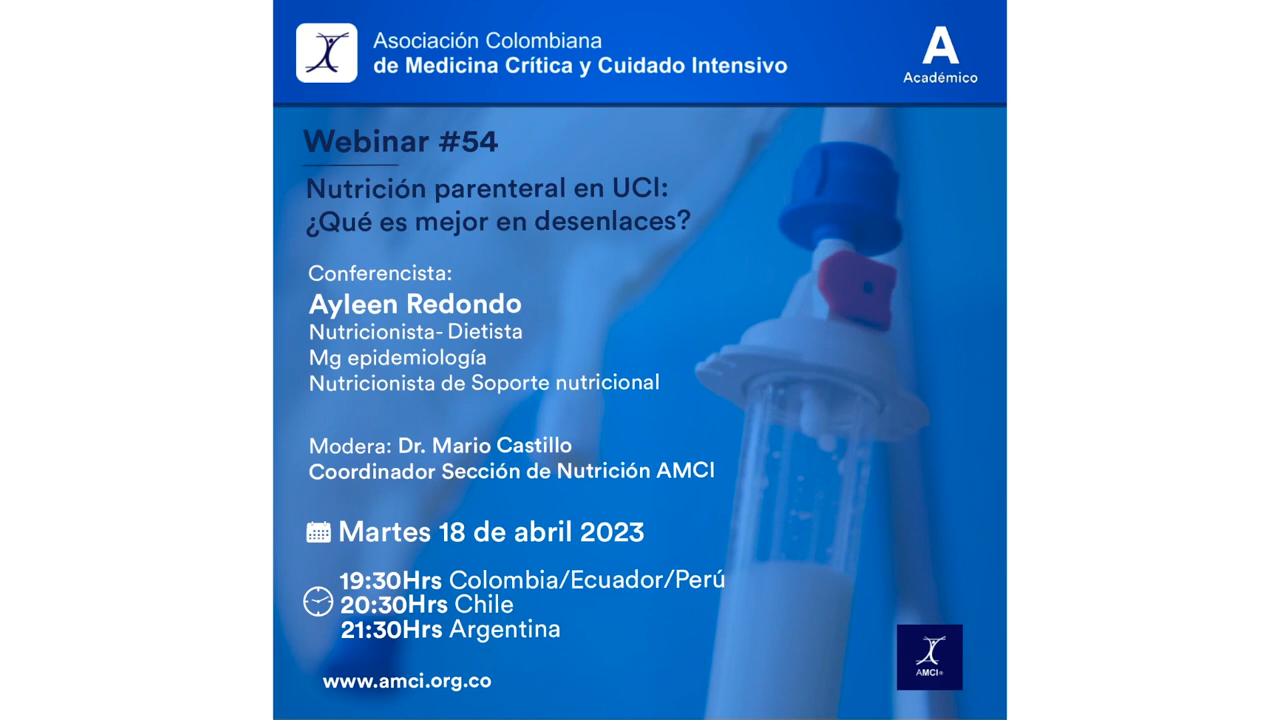 Asociación Colombiana
de Medicina Crítica y Cuidado Intensivo
A
Académico
Webinar #54
Nutrición parenteral en UCI:
¿Qué es mejor en desenlaces?
Conferencista:
Ayleen Redondo
Nutricionista- Dietista
Mg epidemiología
Nutricionista de Soporte nutricional
Modera: Dr. Mario Castillo
Coordinador Sección de Nutrición AMCI
Martes 18 de abril 2023
19:30Hrs Colombia/Ecuador/Perú
20:30Hrs Chile
21:30Hrs Argentina
www.amci.org.co
AMCI®